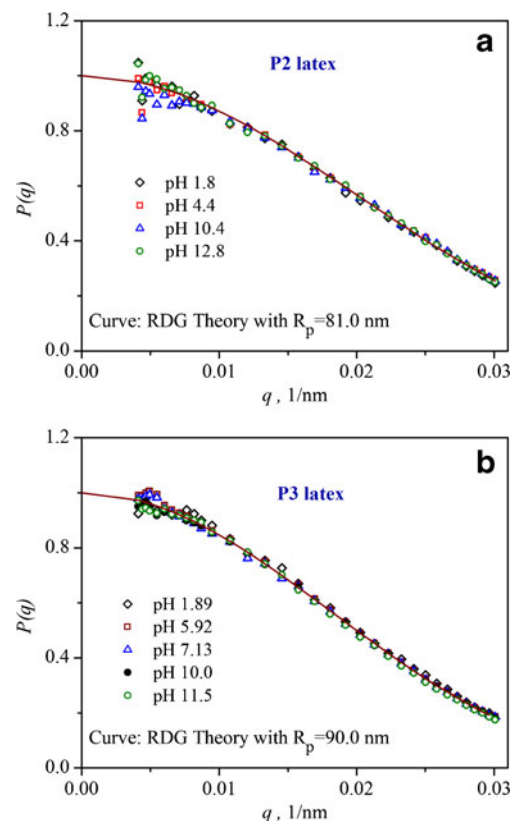 a
P2 latex
1.2
0.8
0.4
0.0
P(q)
pH 1.8
pH 4.4
pH 10.4
pH 12.8
Curve: RDG Theory with Rp=81.0 nm
0.00 0.01 0.02 0.03
q , 1/nm
b
P3 latex
1.2
0.8
0.4
0.0
P(q)
pH 1.89
pH 5.92
pH 7.13
pH 10.0
pH 11.5
Curve: RDG Theory with Rp=90.0 nm
0.00 0.01 0.02 0.03
q , 1/nm